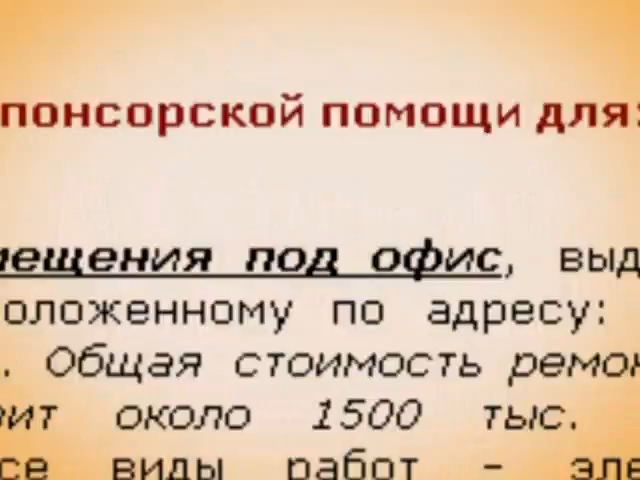 понсорской помощи для:
мещения под офис, выд
оложенному по адресу:
. Общая стоимость ремон
вит около 1500 тыс.
се виды работ – эле